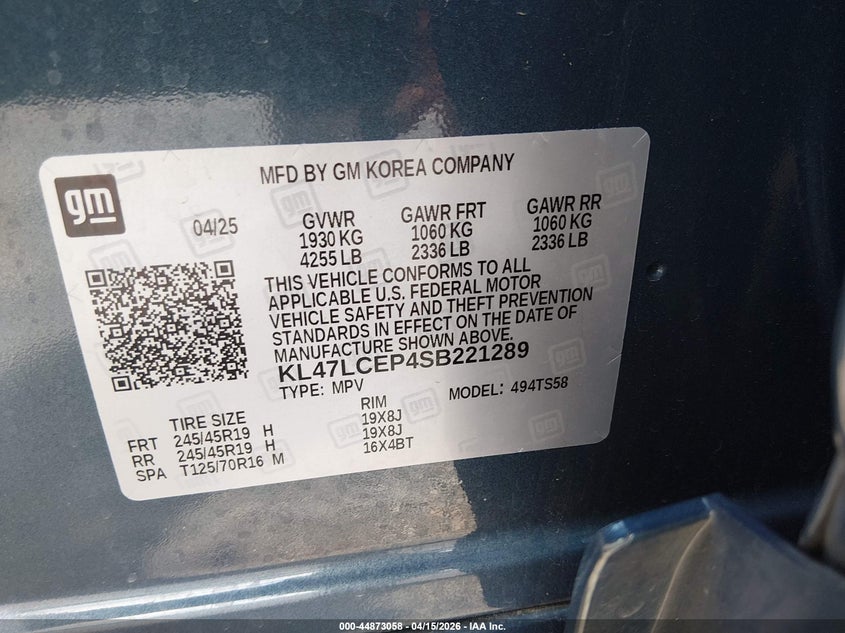 MFD BY GM KOREA COMPANY
gm
04/25
GVWR GAWR FRT GAWR RR
1930 KG 1060 KG 1060 KG
4255 LB 2336 LB 2336 LB
THIS VEHICLE CONFORMS TO ALL
APPLICABLE U.S. FEDERAL MOTOR
VEHICLE SAFETY AND THEFT PREVENTION
STANDARDS IN EFFECT ON THE DATE OF
MANUFACTURE SHOWN ABOVE.
KL47LCEP4SB221289
TYPE: MPV MODEL: 494TS58
TIRE SIZE RIM
FRT 245/45R19 H 19X8J
RR 245/45R19 H 19X8J
SPA T125/70R16 M 16X4BT
000-44873058 - 04/15/2026 - IAA Inc.